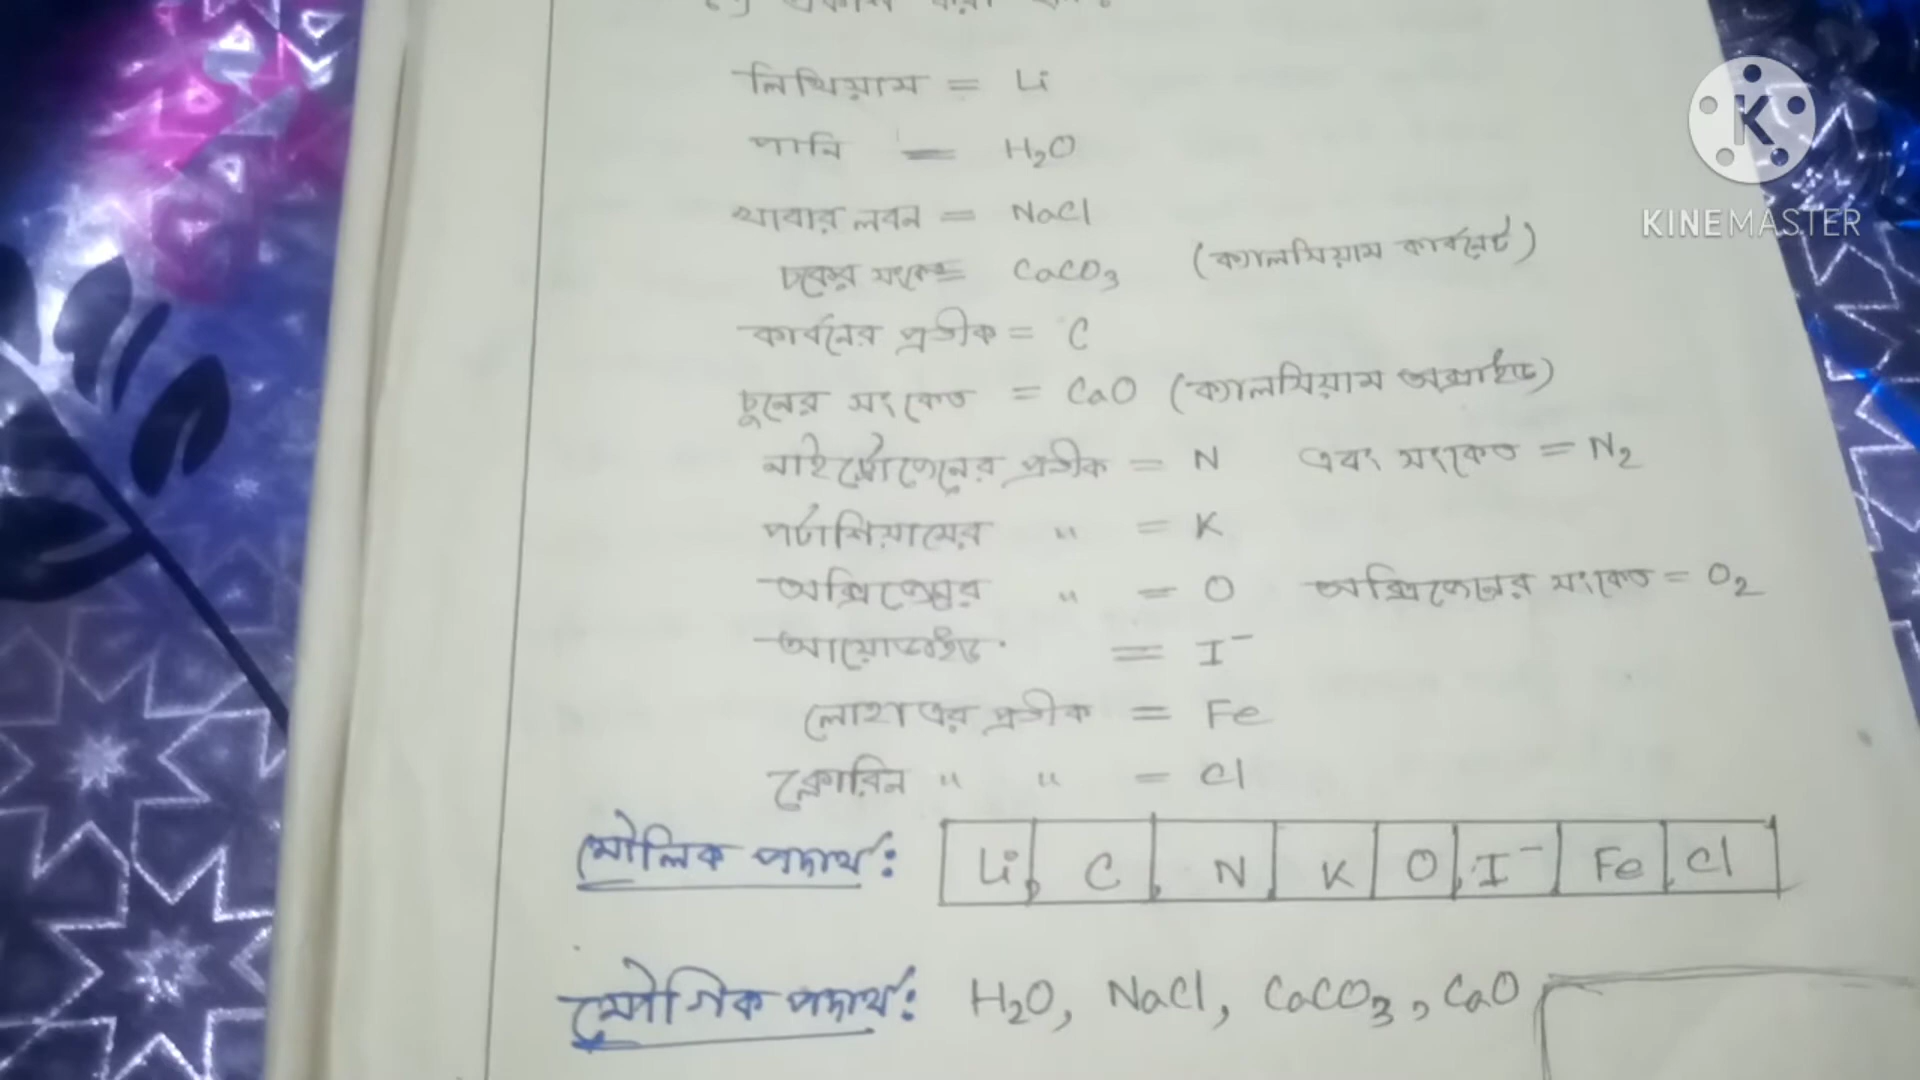 লিথিয়াম = Li
পানি = H₂O
খাবার লবন = NaCl
চকের সংকেত = CaCO₃ (ক্যালসিয়াম কার্বনেট)
কার্বনের প্রতীক = C
চুনের সংকেত = CaO (ক্যালসিয়াম অক্সাইড)
নাইট্রোজেনের প্রতীক = N এবং সংকেত = N₂
পটাশিয়ামের " = K
অক্সিজেনের " = O অক্সিজেনের সংকেত = O₂
আয়োডাইড = I⁻
লোহা এর প্রতীক = Fe
ক্লোরিন " " = Cl
মৌলিক পদার্থ: Li, C, N, K, O, I⁻, Fe, Cl
যৌগিক পদার্থ: H₂O, NaCl, CaCO₃, CaO
K
KINEMASTER